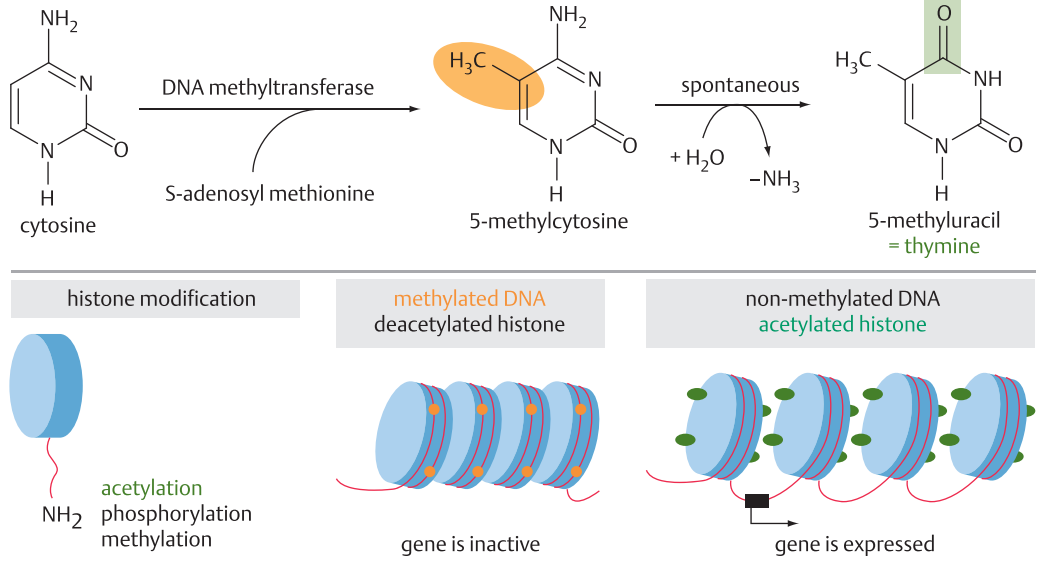 NH2
N
N
O
H
cytosine
DNA methyltransferase
S-adenosyl methionine
NH2
H3C
N
N
O
H
5-methylcytosine
spontaneous
+ H2O
–NH3
O
H3C
NH
N
O
H
5-methyluracil
= thymine
histone modification
NH2
acetylation
phosphorylation
methylation
methylated DNA
deacetylated histone
gene is inactive
non-methylated DNA
acetylated histone
gene is expressed